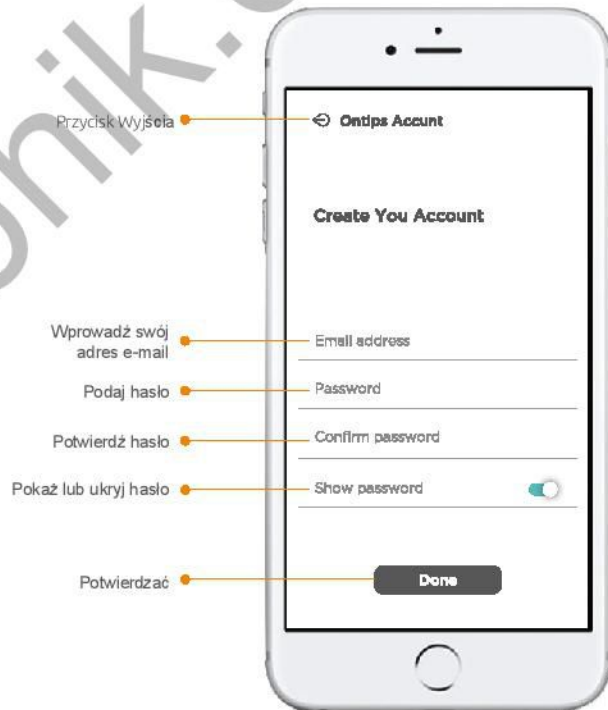 onik.
Przycisk Wyjścia
Ontips Accunt
Create You Account
Wprowadź swój
adres e-mail
Email address
Podaj hasło
Password
Potwierdź hasło
Confirm password
Pokaż lub ukryj hasło
Show password
Potwierdzać
Done